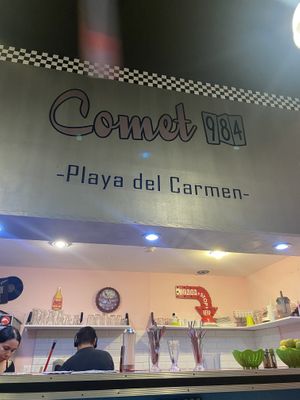 Comet 984
-Playa del Carmen-